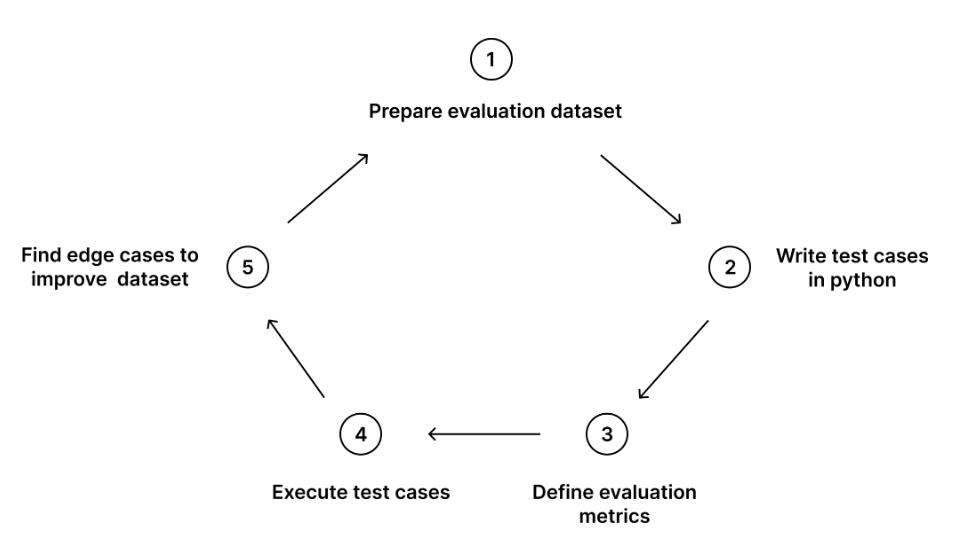 1
Prepare evaluation dataset
2
Write test cases
in python
3
Define evaluation
metrics
4
Execute test cases
5
Find edge cases to
improve  dataset